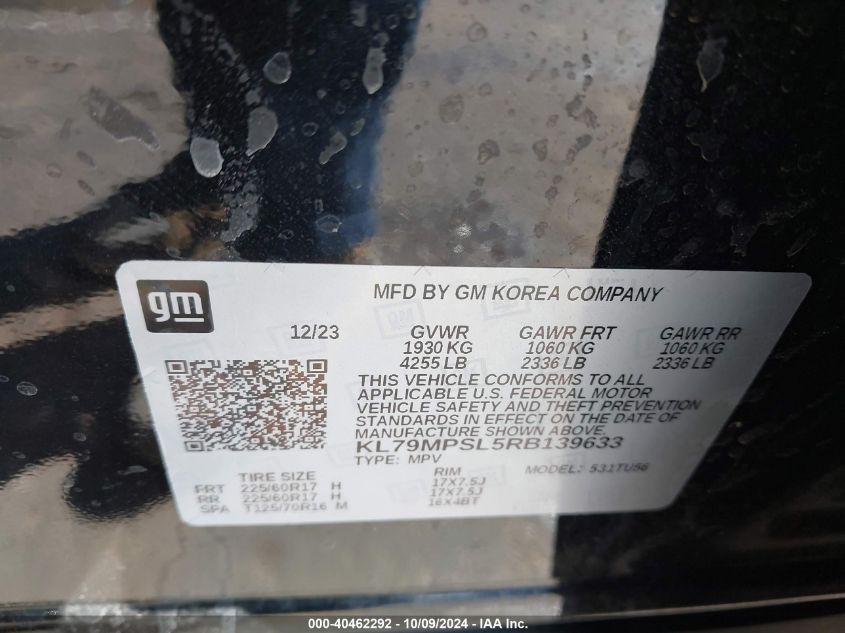 gm
MFD BY GM KOREA COMPANY
12/23 GVWR GAWR FRT GAWR RR
1930 KG 1060 KG 1060 KG
4255 LB 2336 LB 2336 LB
THIS VEHICLE CONFORMS TO ALL
APPLICABLE U.S. FEDERAL MOTOR
VEHICLE SAFETY AND THEFT PREVENTION
STANDARDS IN EFFECT ON THE DATE OF
MANUFACTURE SHOWN ABOVE.
KL79MPSL5RB139633
TYPE: MPV MODEL: 531TU56
TIRE SIZE RIM
FRT 225/60R17 H 17X7.5J
RR 225/60R17 H 17X7.5J
SPA T125/70R16 M 16X4BT
000-40462292 - 10/09/2024 - IAA Inc.